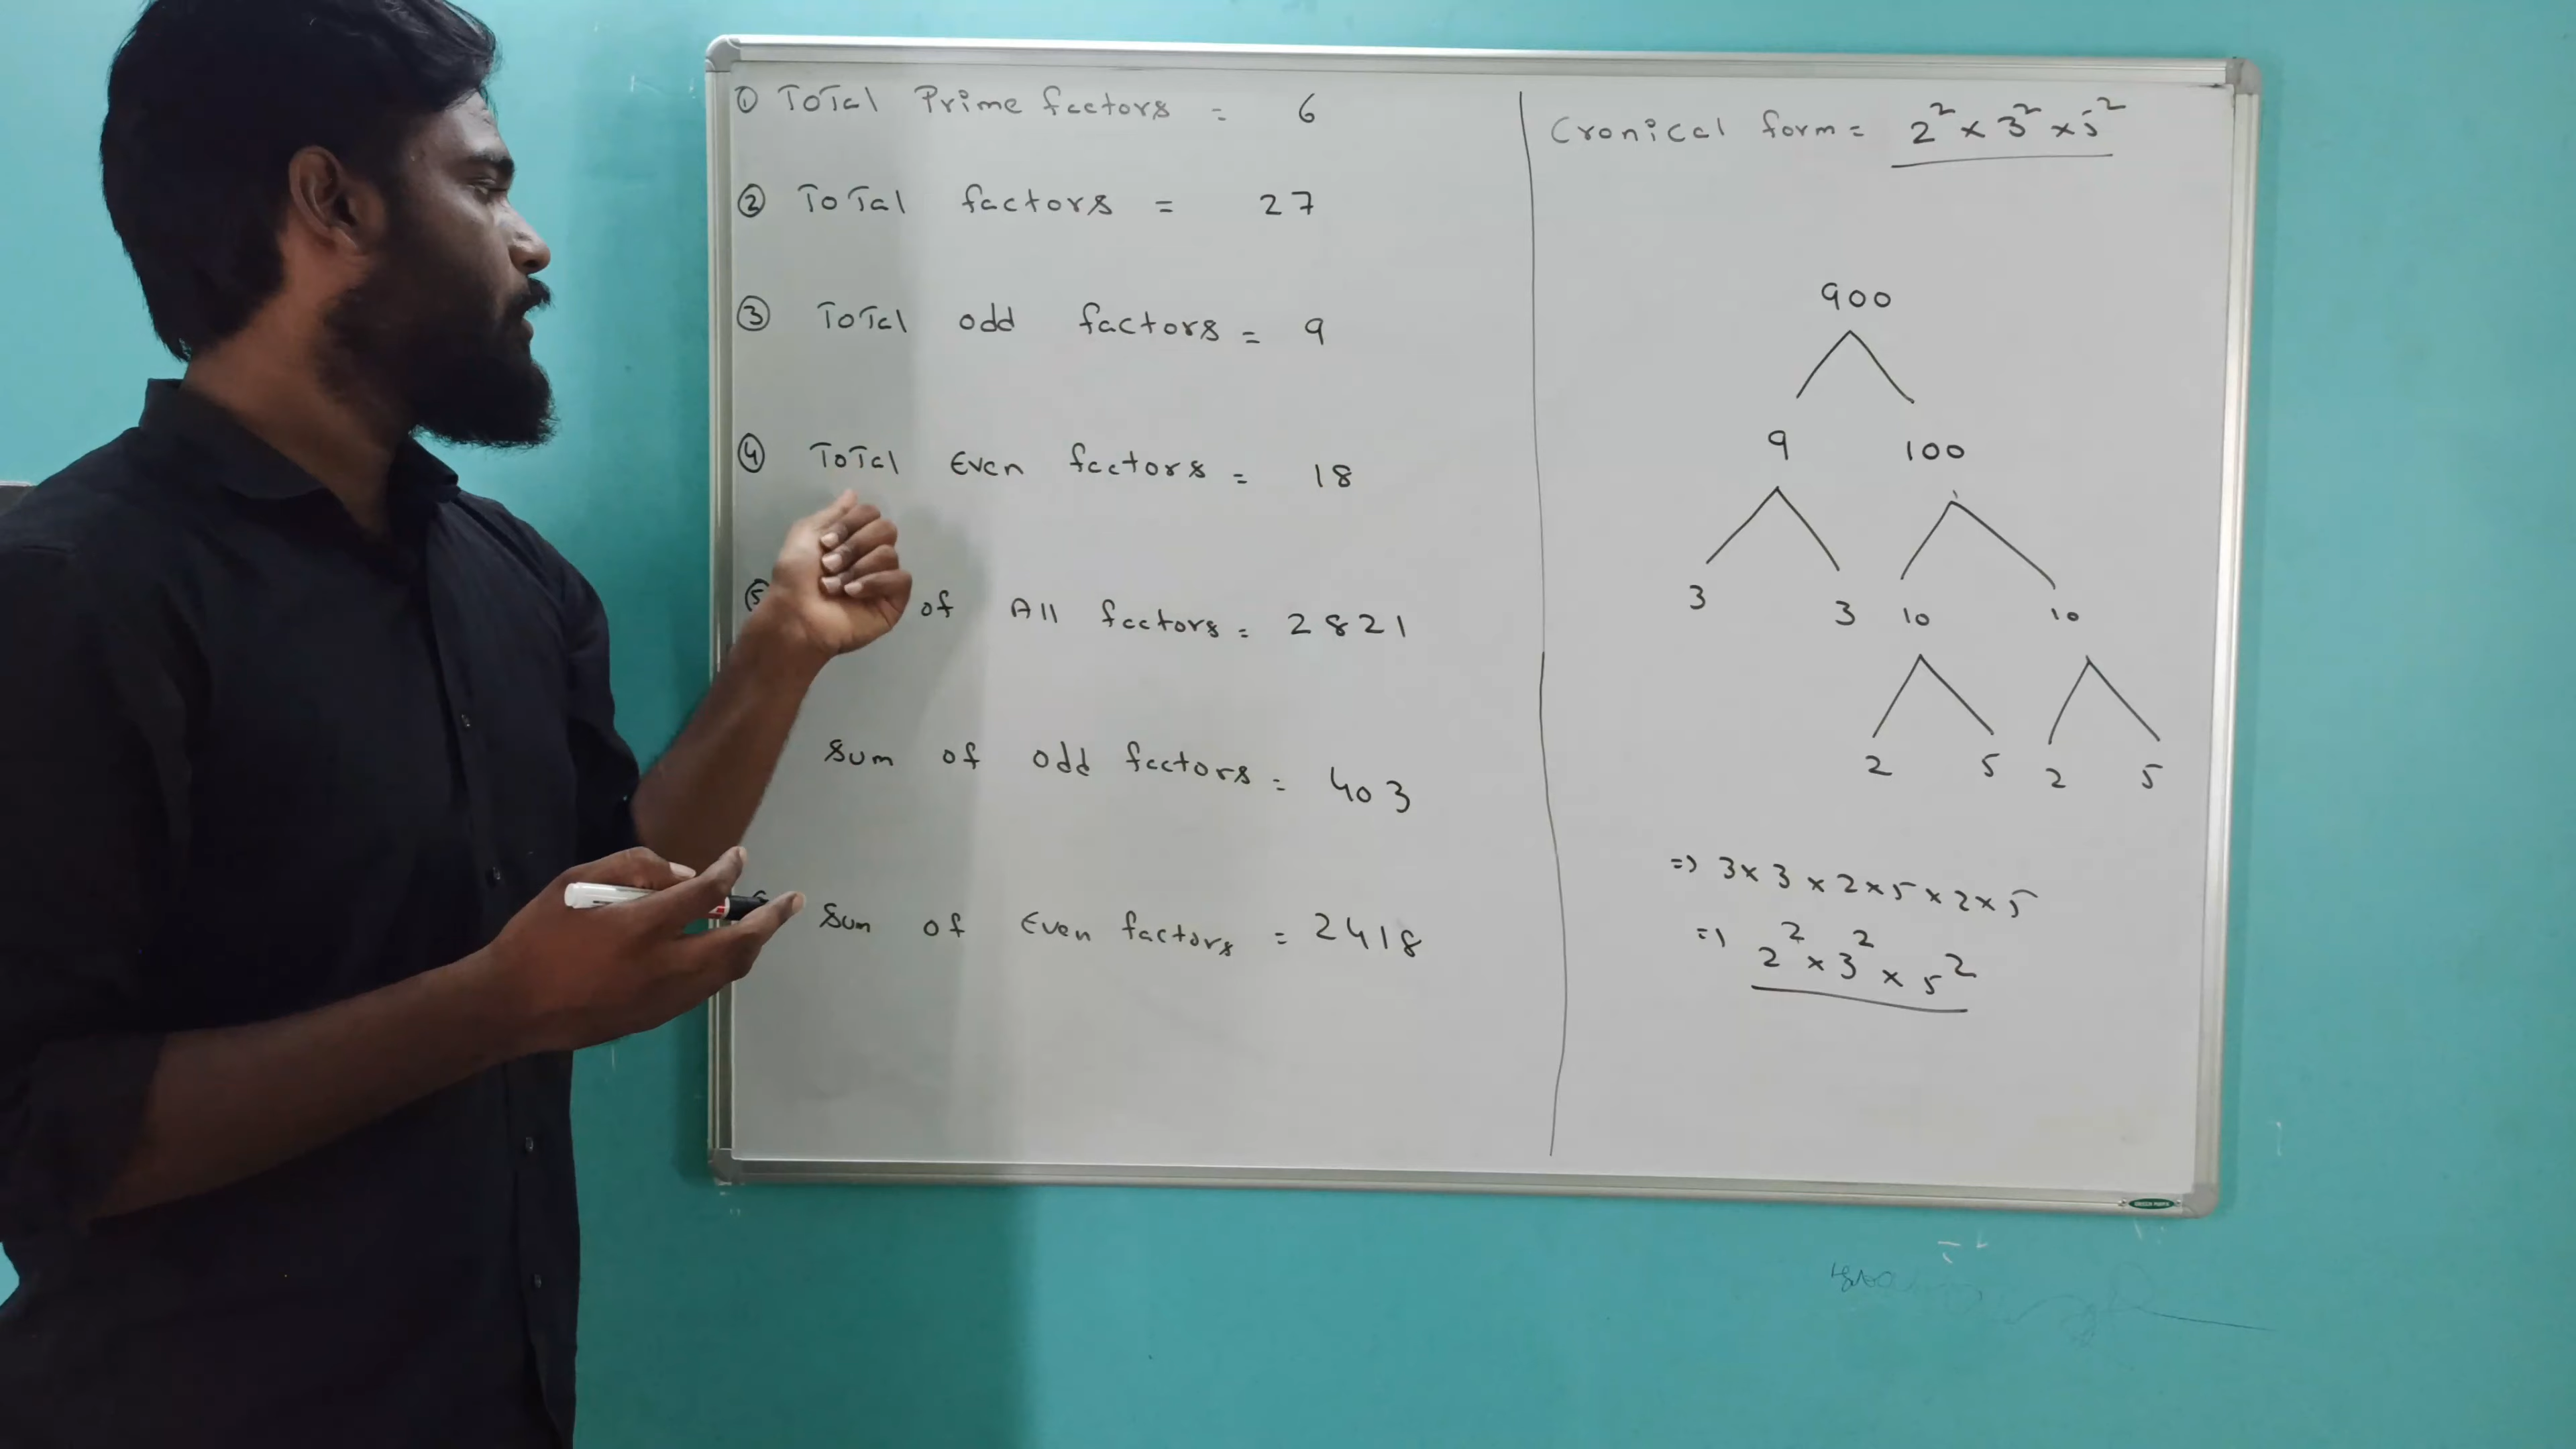 ① ToTal Prime factors = 6
② ToTal factors = 27
③ ToTal odd factors = 9
④ ToTal Even factors = 18
⑤ of All factors = 2821
Sum of odd factors = 403
Sum of Even factors = 2418
Cronical form = 2² × 3² × 5²
900
9 100
3 3 10 10
2 5 2 5
=> 3 × 3 × 2 × 5 × 2 × 5
=> 2² × 3² × 5²